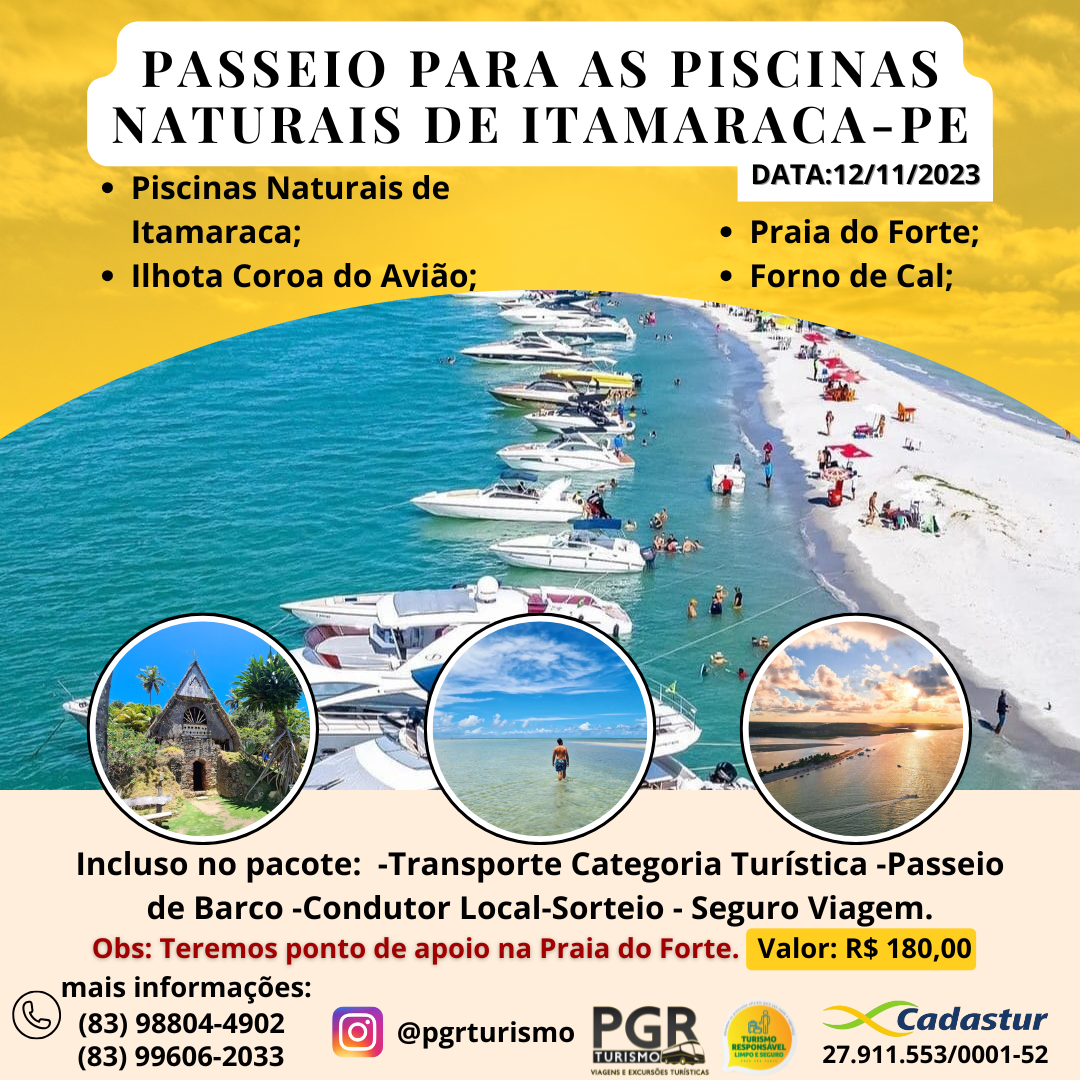 PASSEIO PARA AS PISCINAS
NATURAIS DE ITAMARACA-PE
DATA:12/11/2023
• Piscinas Naturais de
Itamaraca;
• Ilhota Coroa do Avião;
• Praia do Forte;
• Forno de Cal;
Incluso no pacote: -Transporte Categoria Turística -Passeio
de Barco -Condutor Local-Sorteio - Seguro Viagem.
Obs: Teremos ponto de apoio na Praia do Forte.
Valor: R$ 180,00
mais informações:
(83) 98804-4902
(83) 99606-2033
@pgrturismo
PGR
TURISMO
VIAGENS E EXCURSÕES TURÍSTICAS
TURISMO
RESPONSÁVEL
LIMPO E SEGURO
Cadastur
27.911.553/0001-52